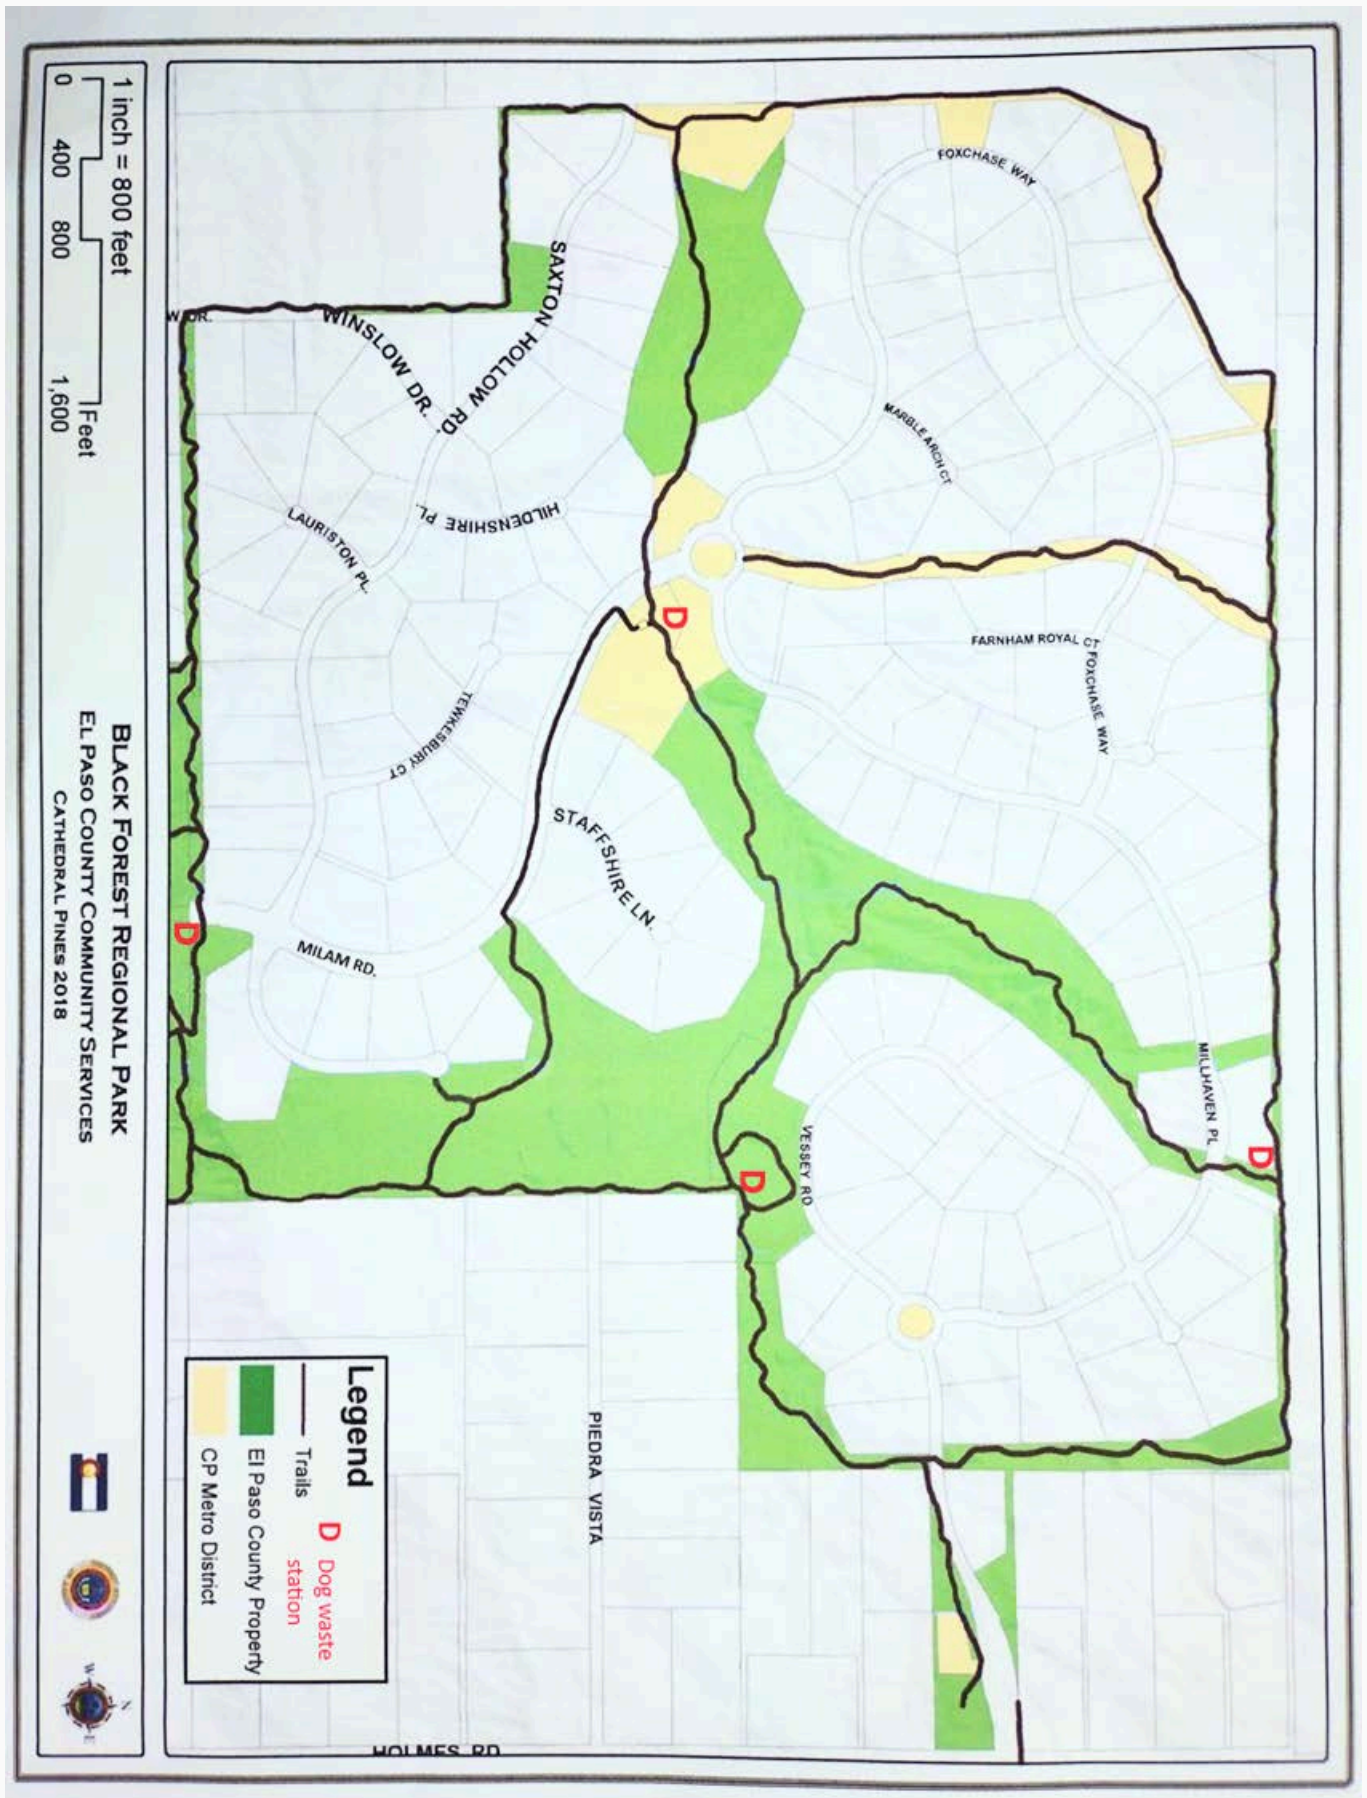 FOXCHASE WAY
MARBLE ARCH CT
FARNHAM ROYAL CT
FOXCHASE WAY
MILLHAVEN PL
VESSEY RD
SAXTON HOLLOW RD.
WINSLOW DR.
W DR.
HILDENSHIRE PL.
LAURISTON PL.
TEWKESBURY CT
STAFFSHIRE LN.
MILAM RD.
PIEDRA VISTA
HOLMES RD
D
D
D
D
Legend
Trails
D Dog waste
station
El Paso County Property
CP Metro District
1 inch = 800 feet
Feet
0 400 800 1,600
BLACK FOREST REGIONAL PARK
EL PASO COUNTY COMMUNITY SERVICES
CATHEDRAL PINES 2018
N
W
E